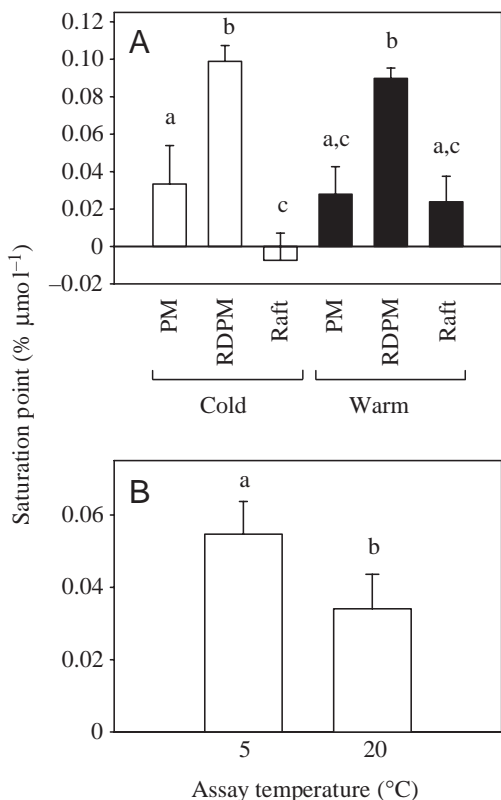 A
0.12
0.10
0.08
0.06
0.04
0.02
0
–0.02
a
b
c
a,c
b
a,c
PM
RDPM
Raft
PM
RDPM
Raft
Cold
Warm
Saturation point (% μmol l⁻¹)
B
0.06
0.04
0.02
0
a
b
5
20
Assay temperature (°C)